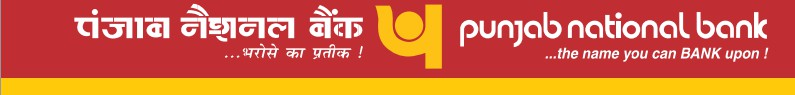 पंजाब नैशनल बैंक
...भरोसे का प्रतीक !
punjab national bank
...the name you can BANK upon !